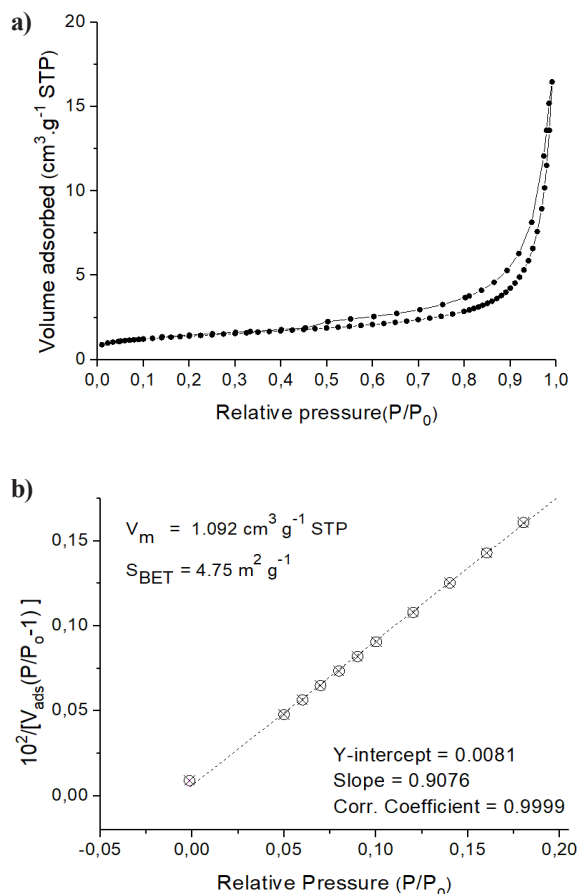 a)
20
15
10
5
0
Volume adsorbed (cm³.g⁻¹ STP)
0,0 0,1 0,2 0,3 0,4 0,5 0,6 0,7 0,8 0,9 1,0
Relative pressure(P/P₀)
b)
V_m = 1.092 cm³ g⁻¹ STP
S_BET = 4.75 m² g⁻¹
0,15
0,10
0,05
0,00
10²/[V_ads(P/P₀-1) ]
Y-intercept = 0.0081
Slope = 0.9076
Corr. Coefficient = 0.9999
-0,05 0,00 0,05 0,10 0,15 0,20
Relative Pressure (P/P₀)